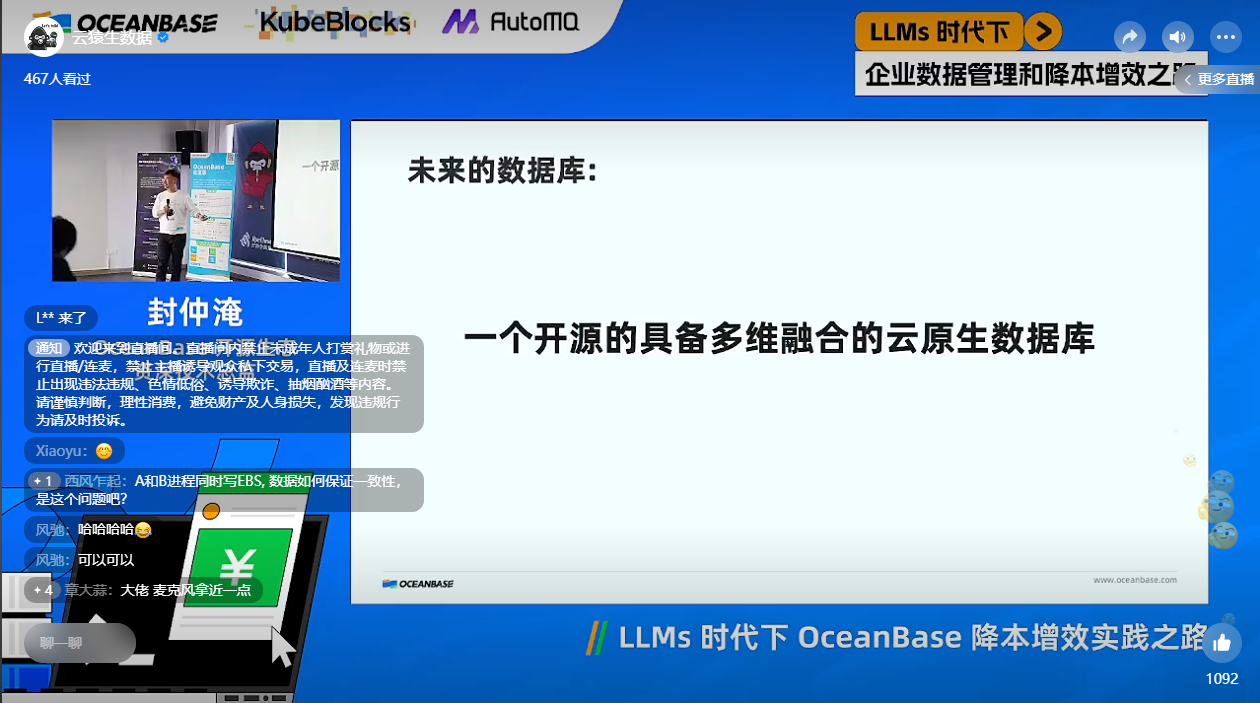 OCEANBASE
KubeBlocks
AutoMQ
云猿生数据
467人看过
LLMs 时代下
企业数据管理和降本增效之路
更多直播
OceanBase
一个开源
未来的数据库：
一个开源的具备多维融合的云原生数据库
OCEANBASE
www.oceanbase.com
封仲淹
L** 来了
通知 欢迎来到直播间。直播间内禁止未成年人打赏礼物或进
行直播/连麦，禁止主播诱导观众私下交易，直播及连麦时禁
止出现违法违规、色情低俗、诱导欺诈、抽烟酗酒等内容。
请谨慎判断，理性消费，避免财产及人身损失，发现违规行
为请及时投诉。
Xiaoyu：😊
+1 西风乍起：A和B进程同时写EBS, 数据如何保证一致性，
是这个问题吧？
风驰：哈哈哈哈😂
风驰：可以可以
+4 章大蒜：大佬 麦克风拿近一点
聊一聊
¥
LLMs 时代下 OceanBase 降本增效实践之路
1092